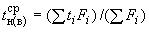 t_{н(в)}^{ср} = (∑ t_i F_i) / (∑ F_i)